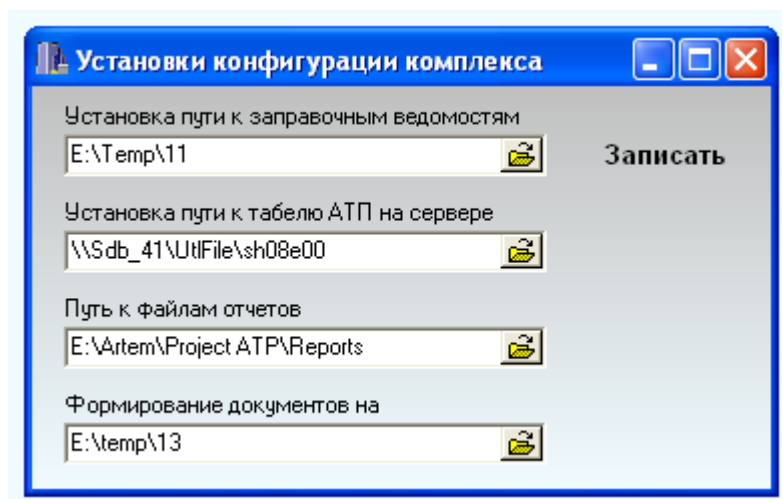 Установки конфигурации комплекса
Установка пути к заправочным ведомостям
E:\Temp\11
Записать
Установка пути к табелю АТП на сервере
\\Sdb_41\UtlFile\sh08e00
Путь к файлам отчетов
E:\Artem\Project ATP\Reports
Формирование документов на
E:\temp\13